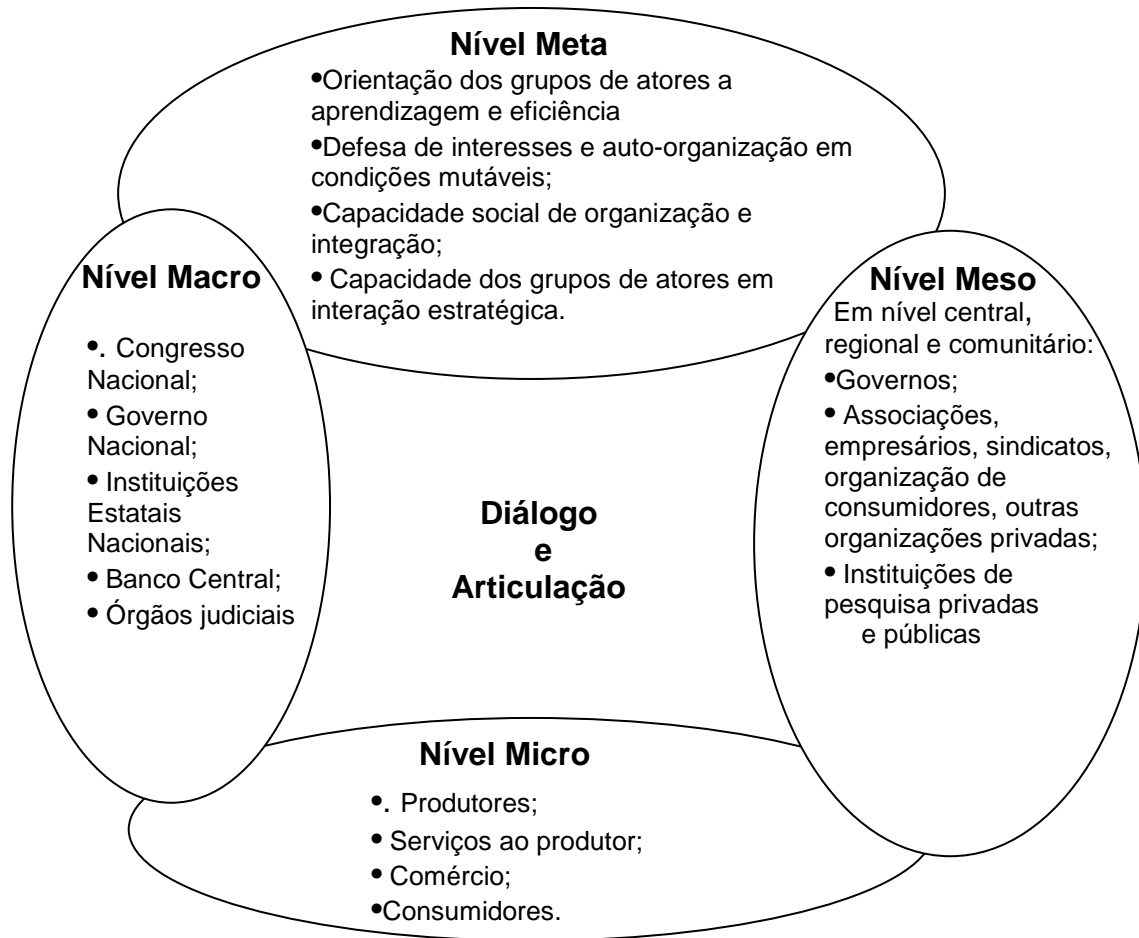 Nível Meta
•Orientação dos grupos de atores a
aprendizagem e eficiência
•Defesa de interesses e auto-organização em
condições mutáveis;
•Capacidade social de organização e
integração;
• Capacidade dos grupos de atores em
interação estratégica.
Nível Macro
•. Congresso
Nacional;
• Governo
Nacional;
• Instituições
Estatais
Nacionais;
• Banco Central;
• Órgãos judiciais
Diálogo
e
Articulação
Nível Meso
Em nível central,
regional e comunitário:
•Governos;
• Associações,
empresários, sindicatos,
organização de
consumidores, outras
organizações privadas;
• Instituições de
pesquisa privadas
e públicas
Nível Micro
•. Produtores;
• Serviços ao produtor;
• Comércio;
•Consumidores.